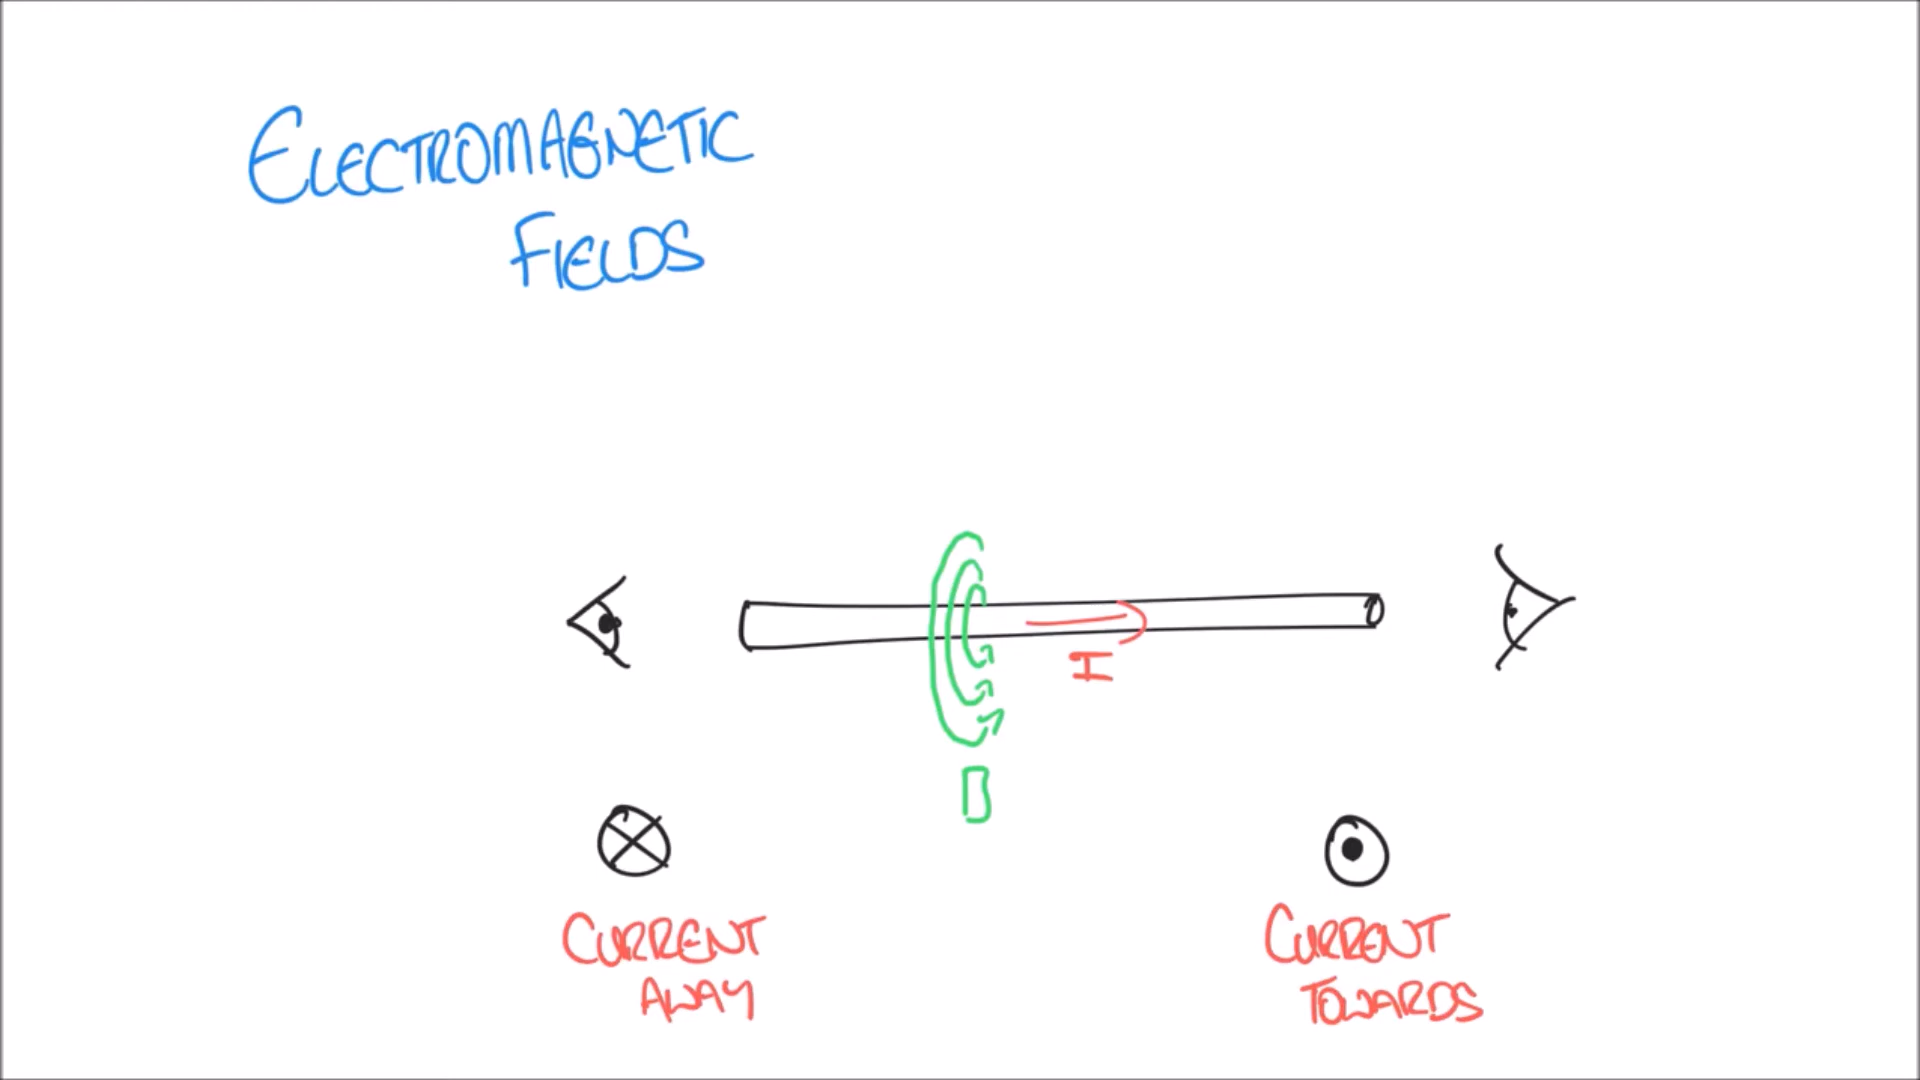 ELECTROMAGNETIC
FIELDS
I
B
CURRENT
AWAY
CURRENT
TOWARDS